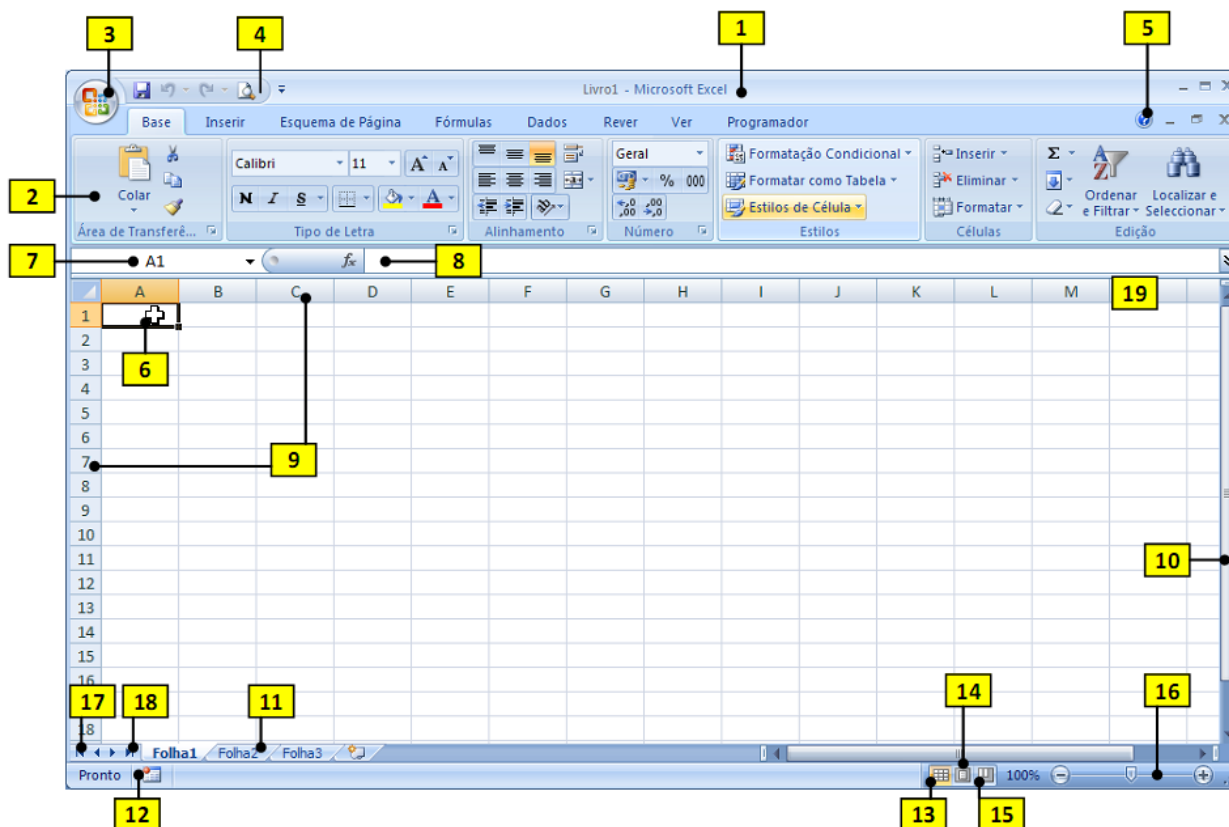 3 4 1 5
Livro1 - Microsoft Excel
Base Inserir Esquema de Página Fórmulas Dados Rever Ver Programador
Calibri 11 A A Geral Formatação Condicional Inserir Σ A Z
2 Colar % 000 Formatar como Tabela Eliminar Ordenar e Filtrar Localizar e Seleccionar
N I S A ,00 ,0 ,00 Estilos de Célula Formatar
Área de Transferê... Tipo de Letra Alinhamento Número Estilos Células Edição
7 A1 fx 8
A B C D E F G H I J K L M 19
1
2
3 6
4
5
6
7 9
8
9
10
11 10
12
13
14
15
16 14 16
17 18 11
18
Folha1 Folha2 Folha3
Pronto 100%
12 13 15